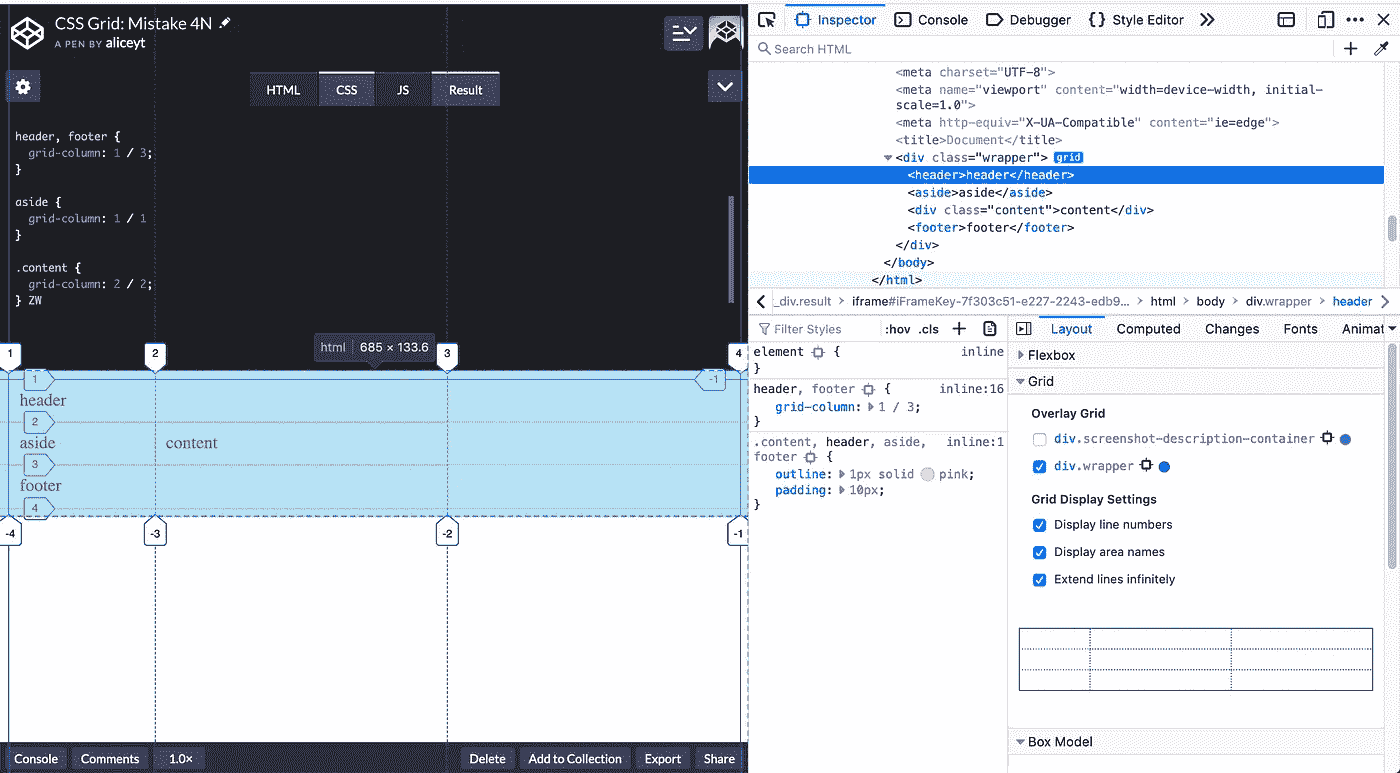 CSS Grid: Mistake 4N
A PEN BY aliceyt
HTML CSS JS Result
header, footer {
grid-column: 1 / 3;
}
aside {
grid-column: 1 / 1
}
.content {
grid-column: 2 / 2;
} ZW
html 685 × 133.6
1 2 3 4
1 -1
header
2
aside content
3
footer
4
-4 -3 -2 -1
Console Comments 1.0× Delete Add to Collection Export Share
Inspector Console Debugger Style Editor
Search HTML
<meta charset="UTF-8">
<meta name="viewport" content="width=device-width, initial-
scale=1.0">
<meta http-equiv="X-UA-Compatible" content="ie=edge">
<title>Document</title>
<div class="wrapper"> grid
<header>header</header>
<aside>aside</aside>
<div class="content">content</div>
<footer>footer</footer>
</div>
</body>
</html>
_div.result iframe#iFrameKey-7f303c51-e227-2243-edb9... html body div.wrapper header
Filter Styles :hov .cls
element { inline
}
header, footer { inline:16
grid-column: 1 / 3;
}
.content, header, aside, inline:1
footer {
outline: 1px solid pink;
padding: 10px;
}
Layout Computed Changes Fonts Animat
Flexbox
Grid
Overlay Grid
div.screenshot-description-container
div.wrapper
Grid Display Settings
Display line numbers
Display area names
Extend lines infinitely
Box Model